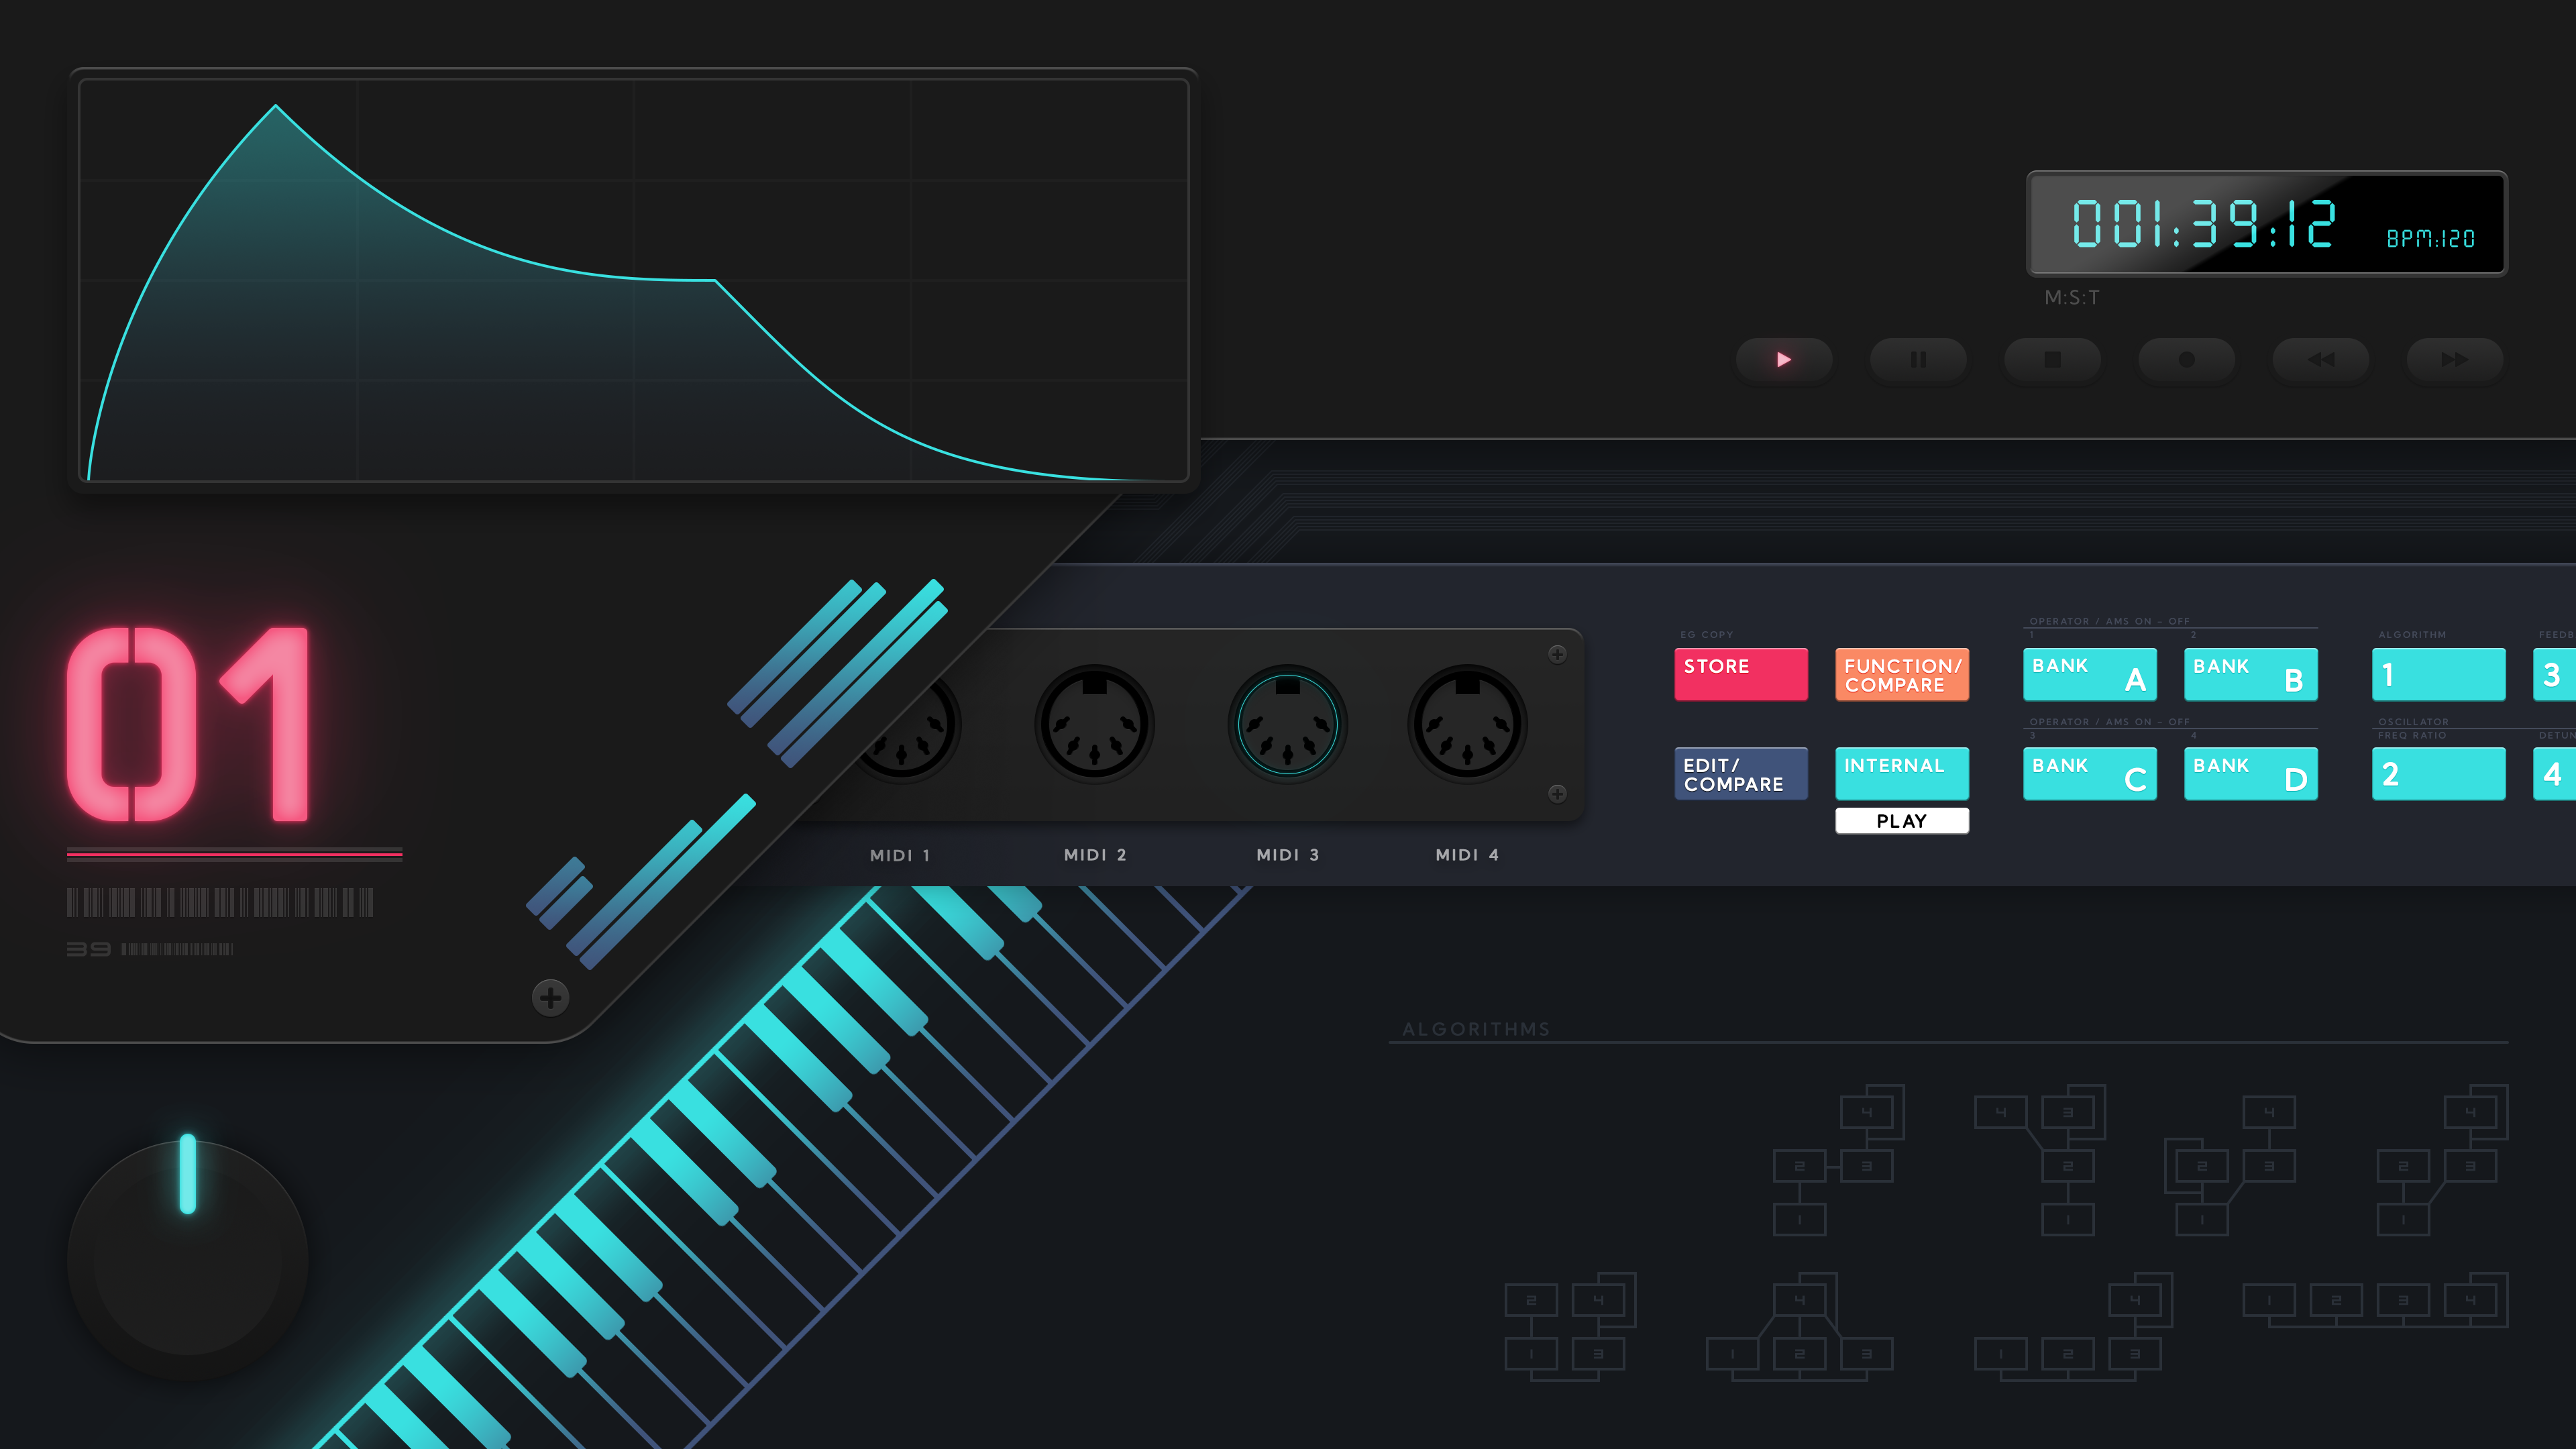 001:39:12 BPM:120
M:S:T
01
39
EG COPY
STORE
FUNCTION/
COMPARE
EDIT/
COMPARE
INTERNAL
PLAY
OPERATOR / AMS ON – OFF
1 2
BANK A
BANK B
OPERATOR / AMS ON – OFF
3 4
BANK C
BANK D
ALGORITHM
1
FEEDB
3
OSCILLATOR
FREQ RATIO
2
DETUN
4
MIDI 1
MIDI 2
MIDI 3
MIDI 4
ALGORITHMS
4 4 3 4 4
2 3 2 2 3 2 3
1 1 1 1
2 4 4 4 1 2 3 4
1 3 1 2 3 1 2 3